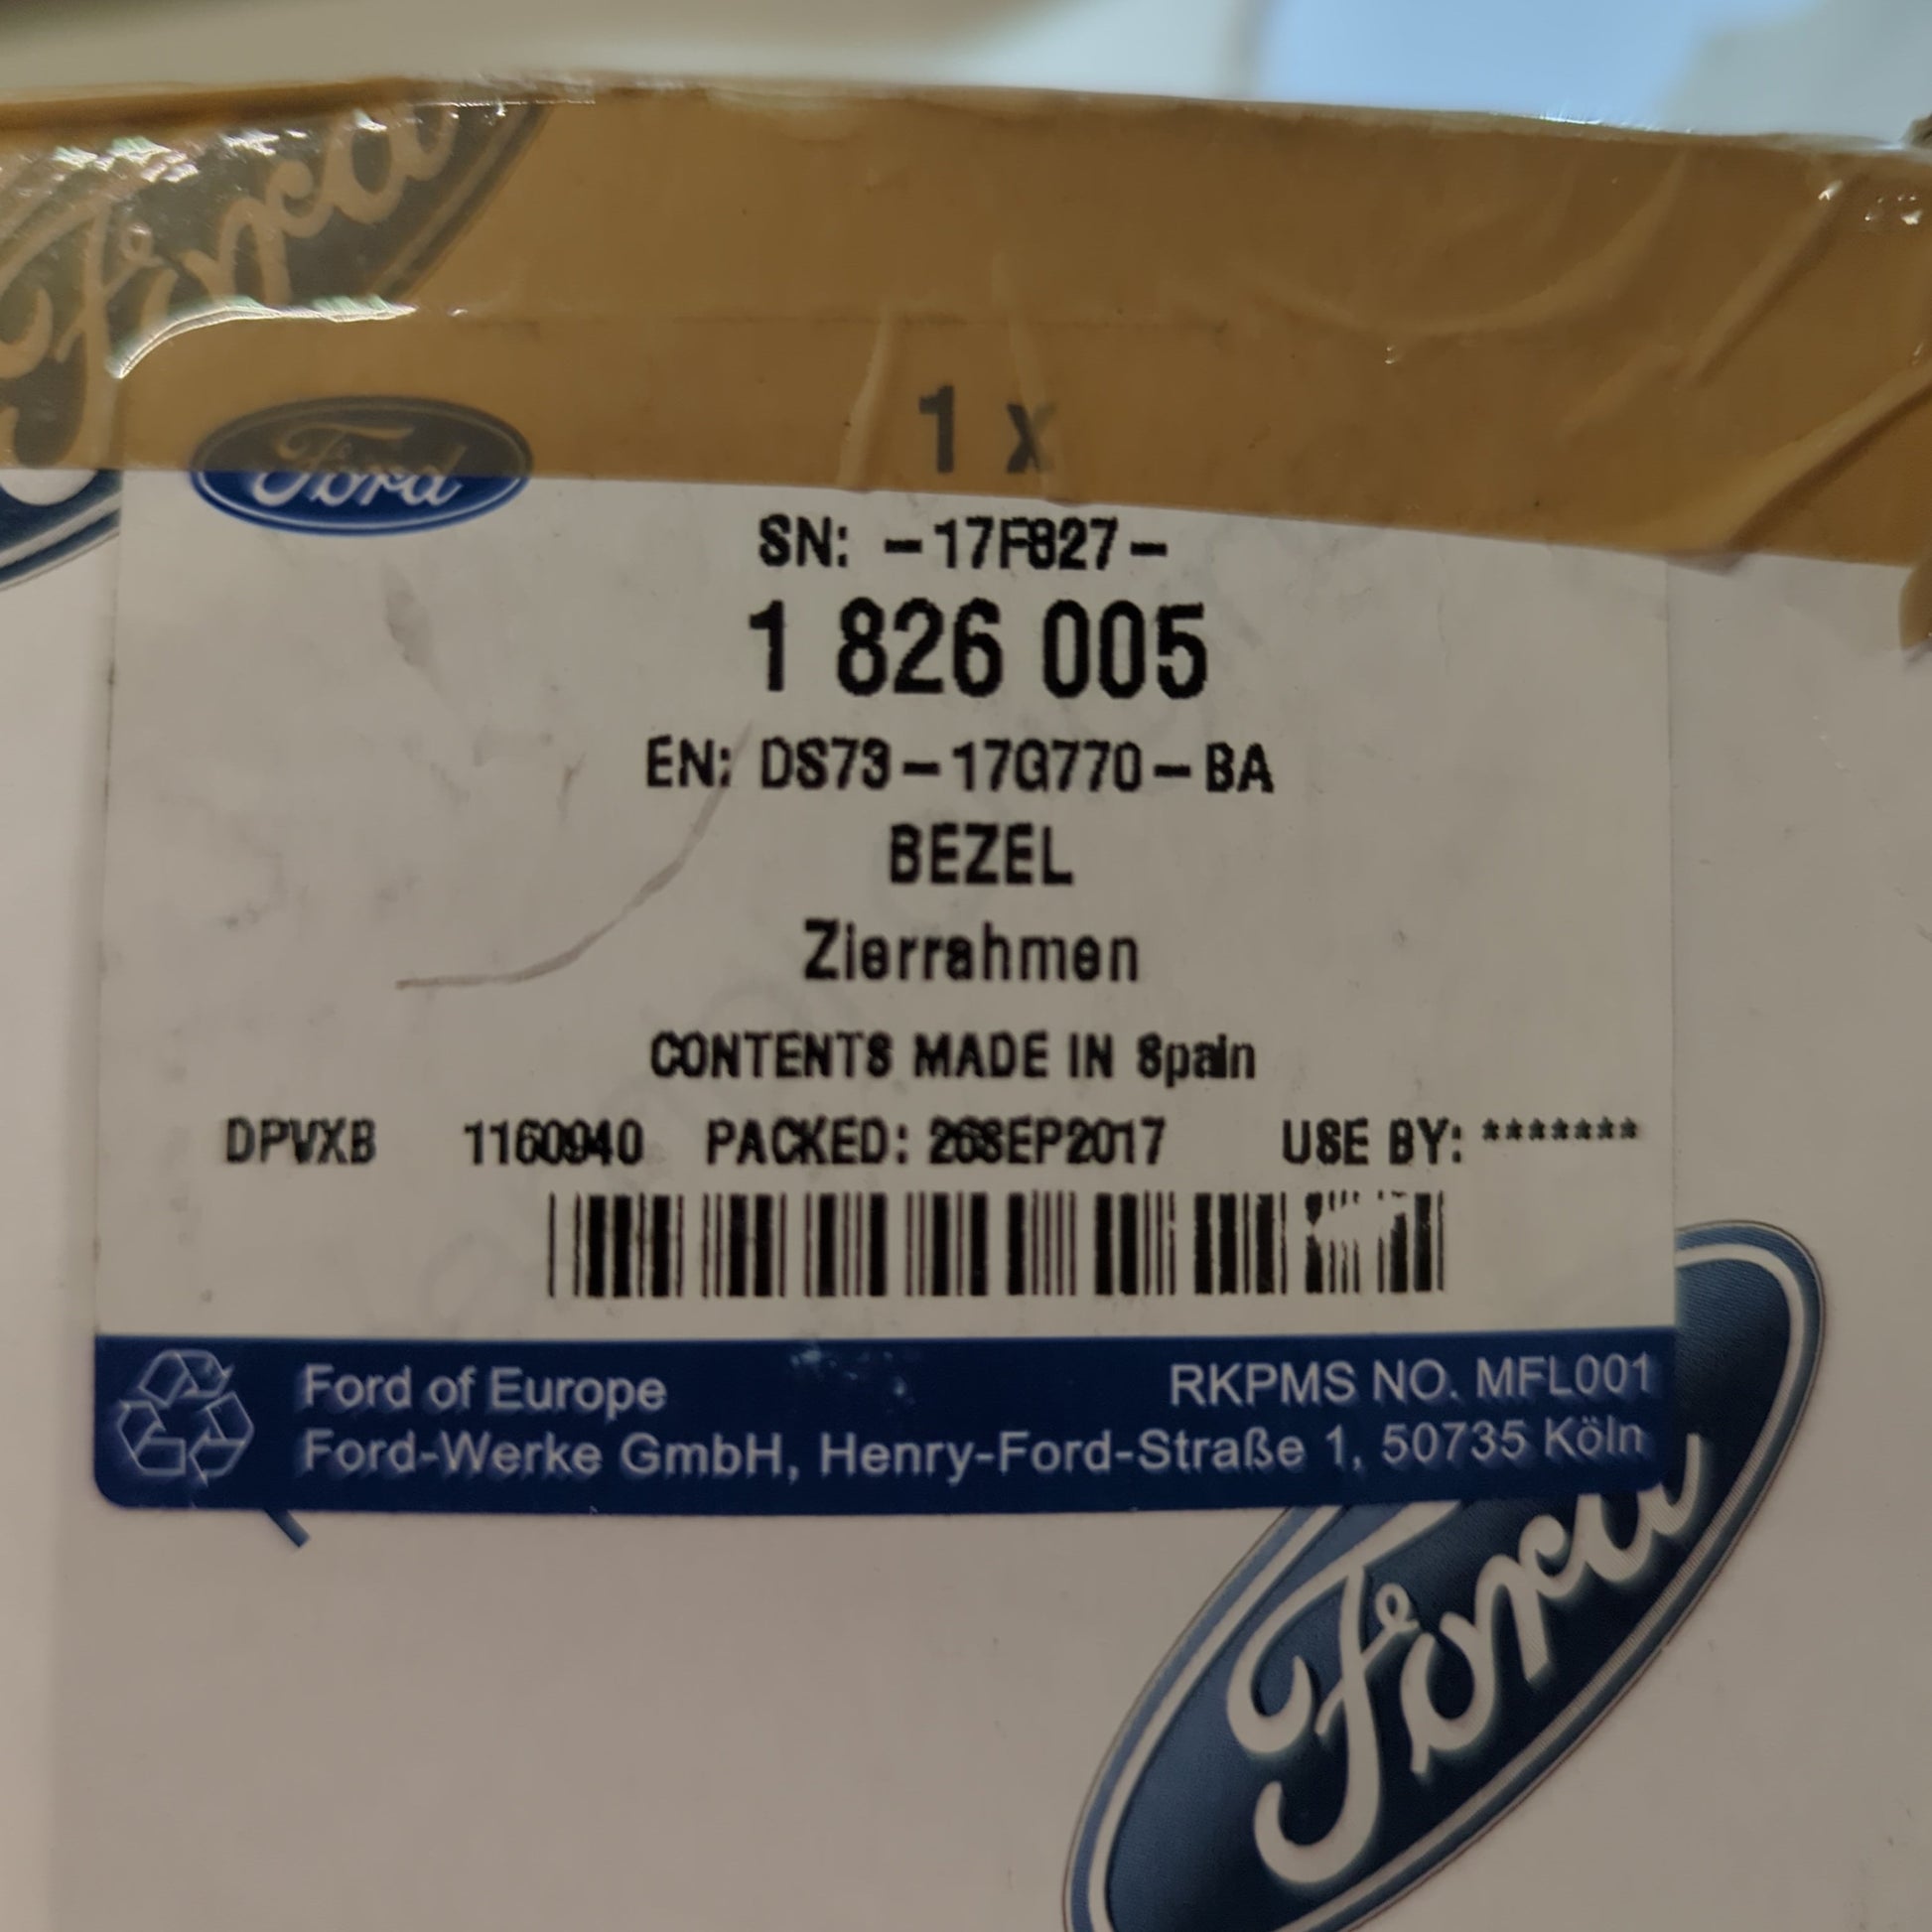 Ford
Ford
1 x
SN: -17F827-
1 826 005
EN: DS73-17G770-BA
BEZEL
Zierrahmen
CONTENTS MADE IN Spain
DPVXB 1160940 PACKED: 26SEP2017 USE BY: *******
Ford of Europe RKPMS NO. MFL001
Ford-Werke GmbH, Henry-Ford-Straße 1, 50735 Köln
Ford